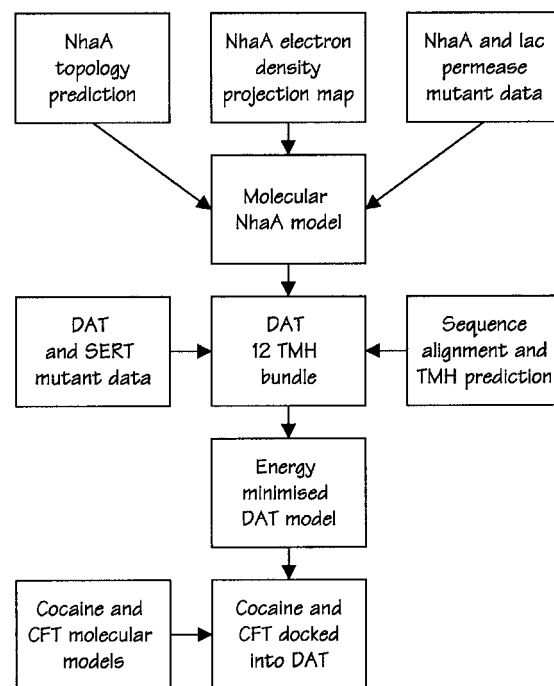 NhaA
topology
prediction
NhaA electron
density
projection map
NhaA and lac
permease
mutant data
Molecular
NhaA model
DAT
and SERT
mutant data
DAT
12 TMH
bundle
Sequence
alignment and
TMH prediction
Energy
minimised
DAT model
Cocaine and
CFT molecular
models
Cocaine and
CFT docked
into DAT